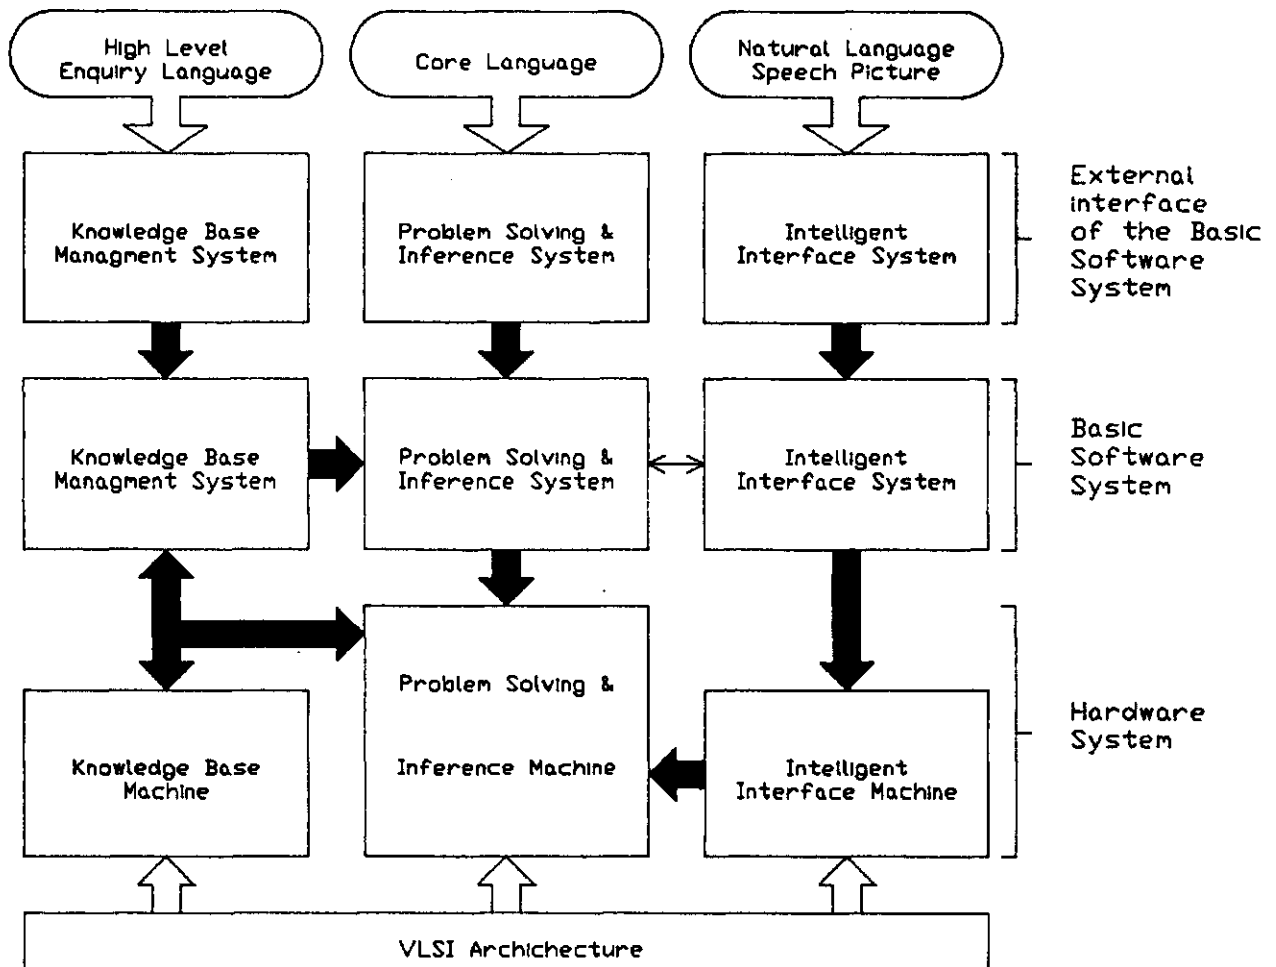 High Level
Enquiry Language
Core Language
Natural Language
Speech Picture
Knowledge Base
Managment System
Problem Solving &
Inference System
Intelligent
Interface System
External
interface
of the Basic
Software
System
Knowledge Base
Managment System
Problem Solving &
Inference System
Intelligent
Interface System
Basic
Software
System
Knowledge Base
Machine
Problem Solving &
Inference Machine
Intelligent
Interface Machine
Hardware
System
VLSI Archichecture